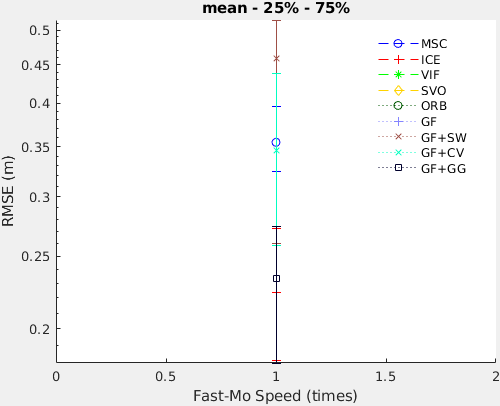 mean - 25% - 75%
0.5
0.45
0.4
0.35
0.3
0.25
0.2
RMSE (m)
MSC
ICE
VIF
SVO
ORB
GF
GF+SW
GF+CV
GF+GG
0 0.5 1 1.5 2
Fast-Mo Speed (times)